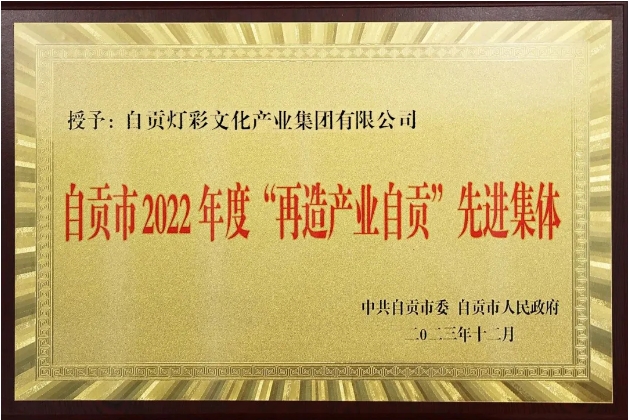 授予：自贡灯彩文化产业集团有限公司
自贡市2022年度“再造产业自贡”先进集体
中共自贡市委 自贡市人民政府
二〇二三年十二月